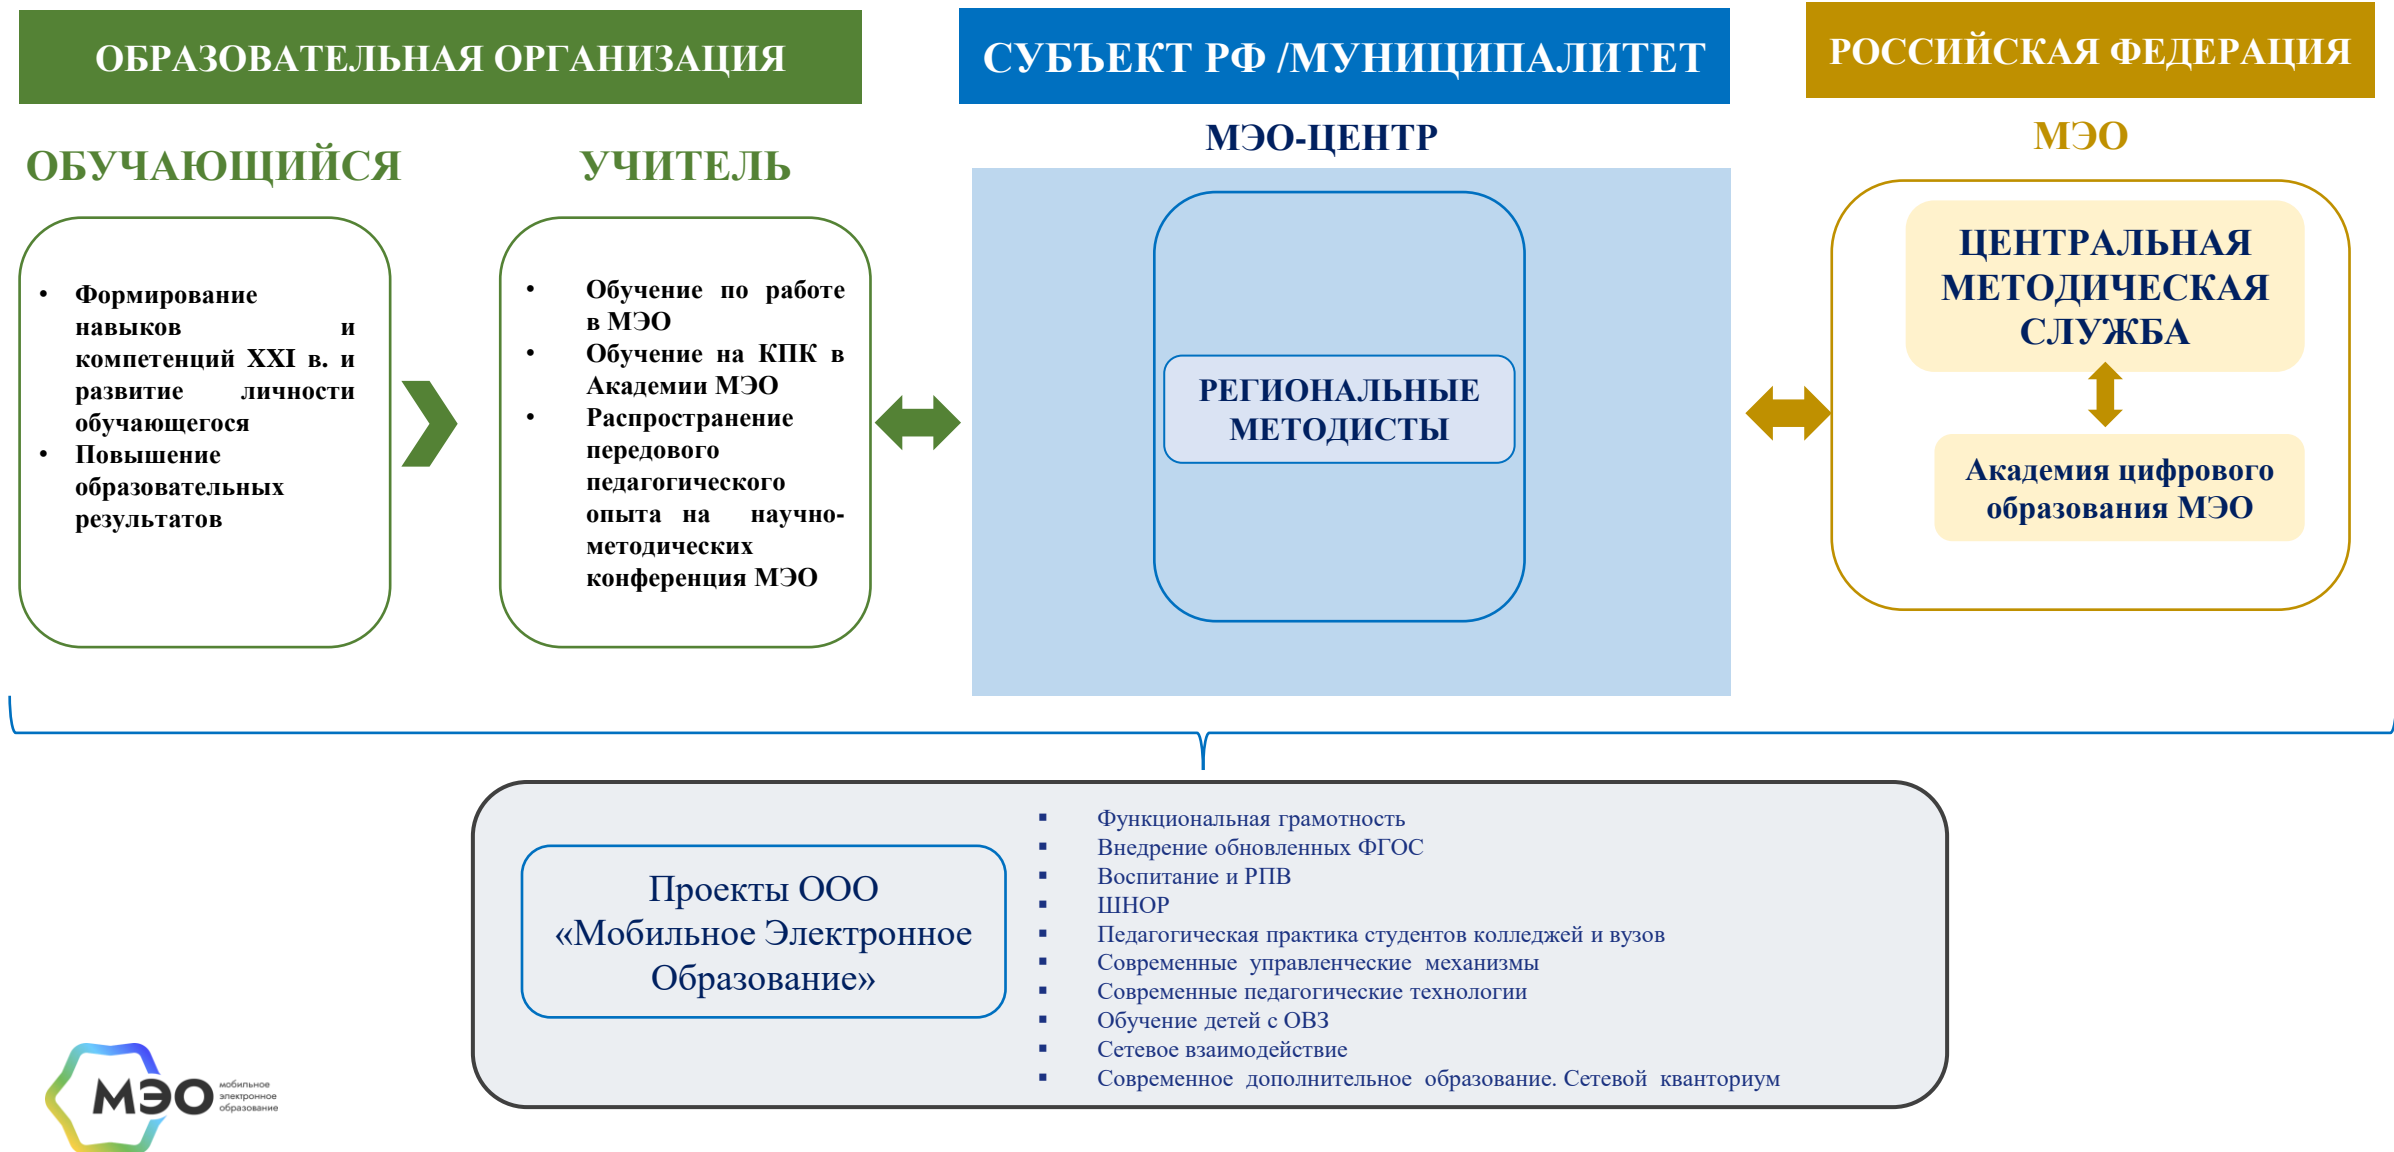 ОБРАЗОВАТЕЛЬНАЯ ОРГАНИЗАЦИЯ
ОБУЧАЮЩИЙСЯ
• Формирование
навыков и
компетенций XXI в. и
развитие личности
обучающегося
• Повышение
образовательных
результатов
УЧИТЕЛЬ
• Обучение по работе
в МЭО
• Обучение на КПК в
Академии МЭО
• Распространение
передового
педагогического
опыта на научно-
методических
конференция МЭО
СУБЪЕКТ РФ /МУНИЦИПАЛИТЕТ
МЭО-ЦЕНТР
РЕГИОНАЛЬНЫЕ
МЕТОДИСТЫ
РОССИЙСКАЯ ФЕДЕРАЦИЯ
МЭО
ЦЕНТРАЛЬНАЯ
МЕТОДИЧЕСКАЯ
СЛУЖБА
Академия цифрового
образования МЭО
Проекты ООО
«Мобильное Электронное
Образование»
▪ Функциональная грамотность
▪ Внедрение обновленных ФГОС
▪ Воспитание и РПВ
▪ ШНОР
▪ Педагогическая практика студентов колледжей и вузов
▪ Современные управленческие механизмы
▪ Современные педагогические технологии
▪ Обучение детей с ОВЗ
▪ Сетевое взаимодействие
▪ Современное дополнительное образование. Сетевой кванториум
МЭО
мобильное
электронное
образование